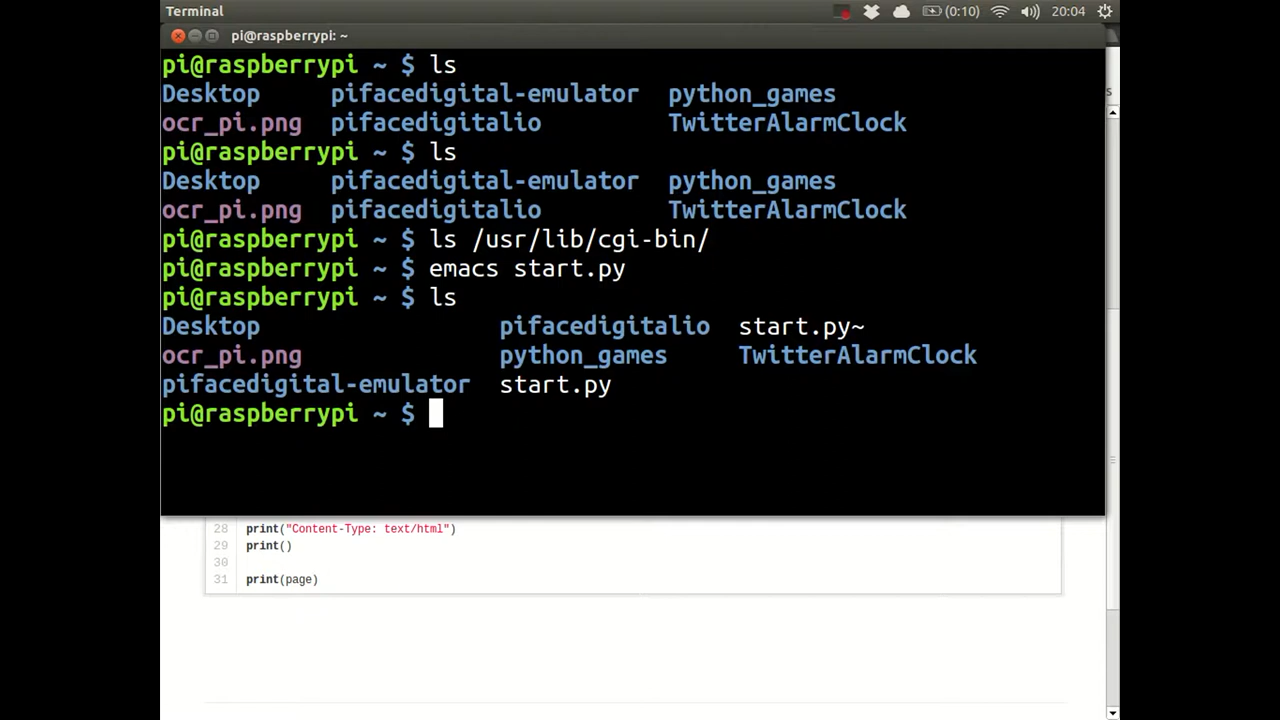 Terminal
(0:10)
20:04
pi@raspberrypi: ~
pi@raspberrypi ~ $ ls
Desktop pifacedigital-emulator python_games
ocr_pi.png pifacedigitalio TwitterAlarmClock
pi@raspberrypi ~ $ ls
Desktop pifacedigital-emulator python_games
ocr_pi.png pifacedigitalio TwitterAlarmClock
pi@raspberrypi ~ $ ls /usr/lib/cgi-bin/
pi@raspberrypi ~ $ emacs start.py
pi@raspberrypi ~ $ ls
Desktop pifacedigitalio start.py~
ocr_pi.png python_games TwitterAlarmClock
pifacedigital-emulator start.py
pi@raspberrypi ~ $
s
28 print("Content-Type: text/html")
29 print()
30
31 print(page)